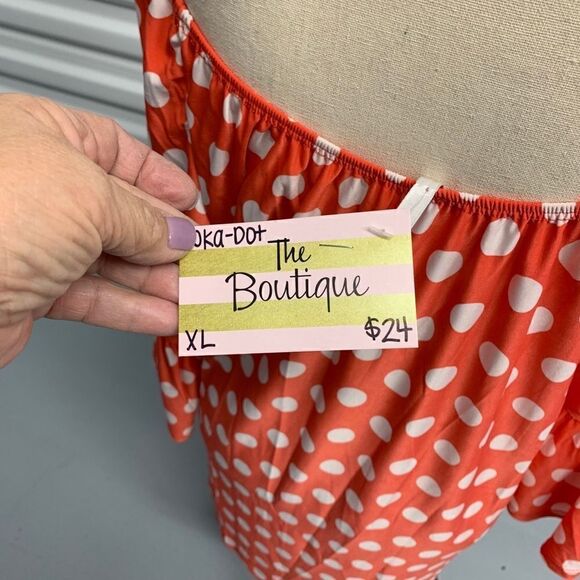 oka-Dot
The
Boutique
XL
$24